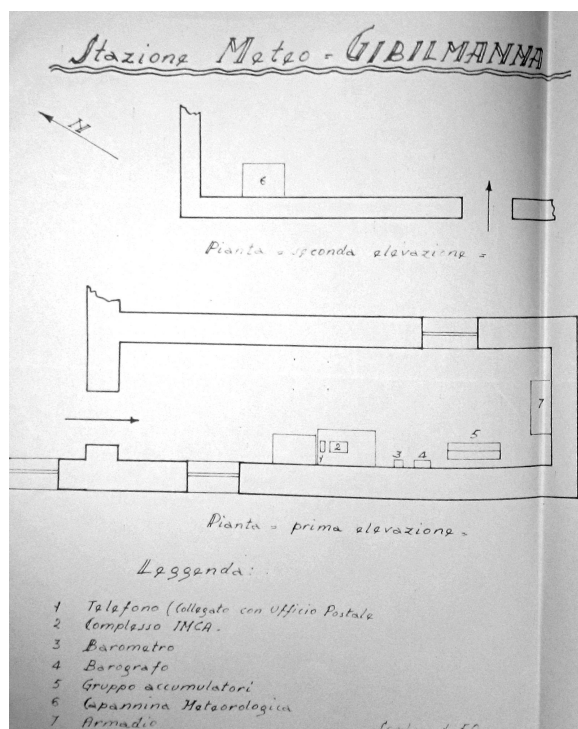 Stazione Meteo = GIBILMANNA
N
6
Pianta = seconda elevazione =
7
1 2 3 4 5
Pianta = prima elevazione =
Leggenda:
1 Telefono (Collegato con Ufficio Postale
2 Complesso IMCA.
3 Barometro
4 Barografo
5 Gruppo accumulatori
6 Capannina Meteorologica
7 Armadio